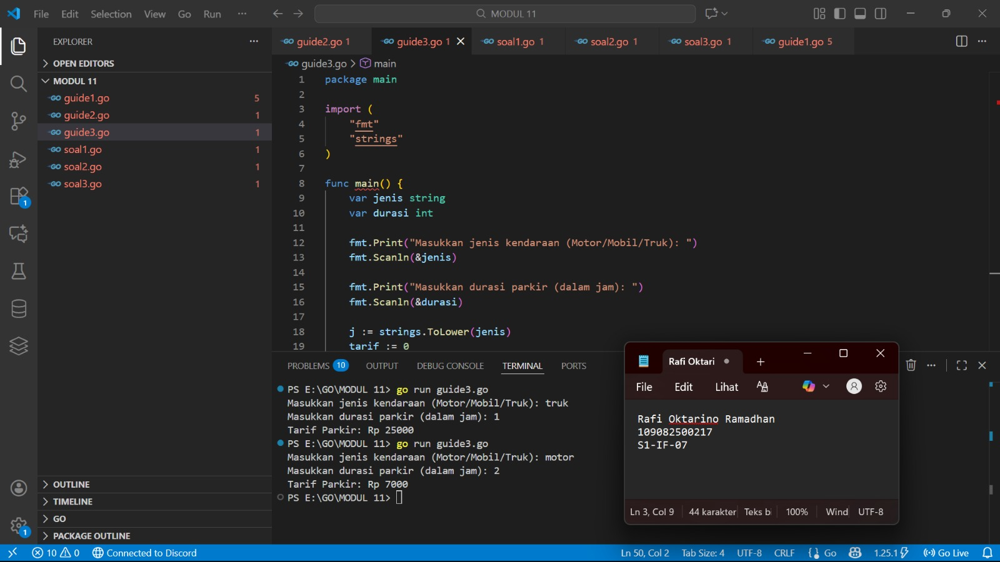 File Edit Selection View Go Run ··· MODUL 11
EXPLORER ···
OPEN EDITORS
MODUL 11
guide1.go 5
guide2.go 1
guide3.go 1
soal1.go 1
soal2.go 1
soal3.go 1
OUTLINE
TIMELINE
GO
PACKAGE OUTLINE
1
1
guide2.go 1 guide3.go 1 soal1.go 1 soal2.go 1 soal3.go 1 guide1.go 5
guide3.go > main
1 package main
2
3 import (
4 "fmt"
5 "strings"
6 )
7
8 func main() {
9 var jenis string
10 var durasi int
11
12 fmt.Print("Masukkan jenis kendaraan (Motor/Mobil/Truk): ")
13 fmt.Scanln(&jenis)
14
15 fmt.Print("Masukkan durasi parkir (dalam jam): ")
16 fmt.Scanln(&durasi)
17
18 j := strings.ToLower(jenis)
19 tarif := 0
PROBLEMS 10 OUTPUT DEBUG CONSOLE TERMINAL PORTS
PS E:\GO\MODUL 11> go run guide3.go
Masukkan jenis kendaraan (Motor/Mobil/Truk): truk
Masukkan durasi parkir (dalam jam): 1
Tarif Parkir: Rp 25000
PS E:\GO\MODUL 11> go run guide3.go
Masukkan jenis kendaraan (Motor/Mobil/Truk): motor
Masukkan durasi parkir (dalam jam): 2
Tarif Parkir: Rp 7000
PS E:\GO\MODUL 11>
Rafi Oktari
File Edit Lihat
Rafi Oktarino Ramadhan
109082500217
S1-IF-07
Ln 3, Col 9 44 karakter Teks bi 100% Wind UTF-8
10 0 Connected to Discord Ln 50, Col 2 Tab Size: 4 UTF-8 CRLF Go 1.25.1 Go Live